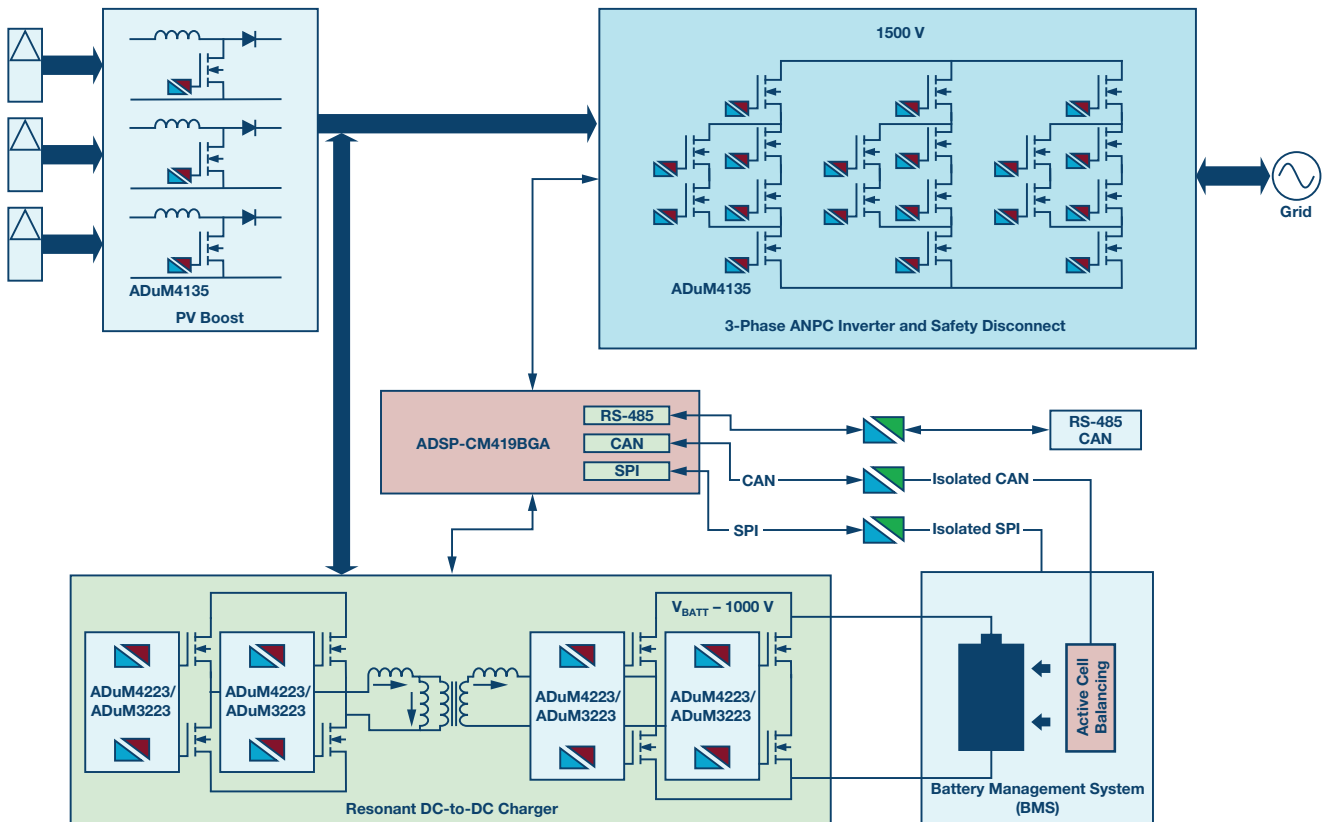 1500 V
ADuM4135
PV Boost
ADuM4135
3-Phase ANPC Inverter and Safety Disconnect
Grid
ADSP-CM419BGA
RS-485
CAN
SPI
RS-485
CAN
CAN
Isolated CAN
SPI
Isolated SPI
VBATT – 1000 V
ADuM4223/
ADuM3223
ADuM4223/
ADuM3223
ADuM4223/
ADuM3223
ADuM4223/
ADuM3223
Resonant DC-to-DC Charger
Active Cell
Balancing
Battery Management System
(BMS)